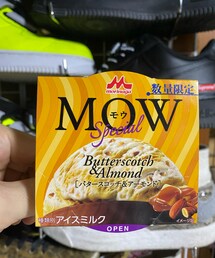 morinaga
数量限定
MOW
モウ
Special
Butterscotch
&Almond
[バタースコッチ&アーモンド]
種類別 アイスミルク
OPEN